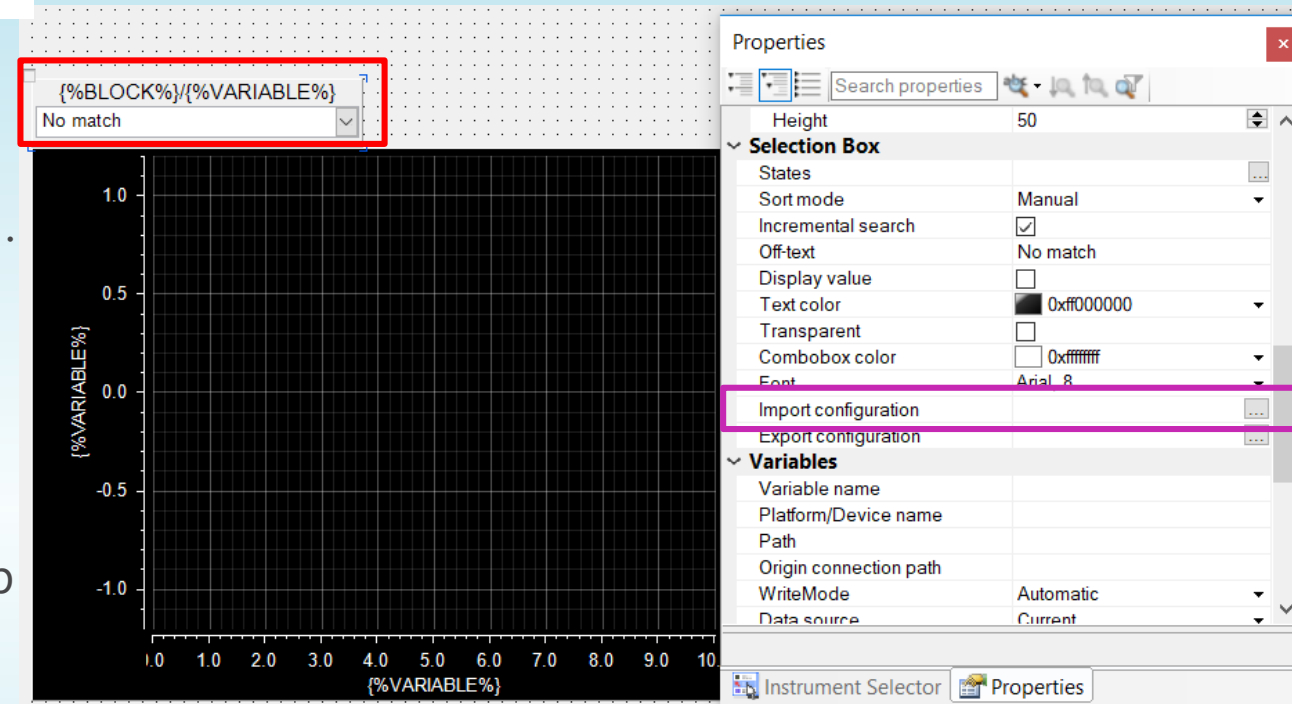 {%BLOCK%}/{%VARIABLE%}
No match
1.0
0.5
0.0
-0.5
-1.0
{%VARIABLE%}
).0 1.0 2.0 3.0 4.0 5.0 6.0 7.0 8.0 9.0 10.
{%VARIABLE%}
.
o
Properties
Search properties
Height 50
Selection Box
States ...
Sort mode Manual
Incremental search
Off-text No match
Display value
Text color 0xff000000
Transparent
Combobox color 0xffffffff
Font Arial, 8
Import configuration ...
Export configuration ...
Variables
Variable name
Platform/Device name
Path
Origin connection path
WriteMode Automatic
Data source Current
Instrument Selector Properties